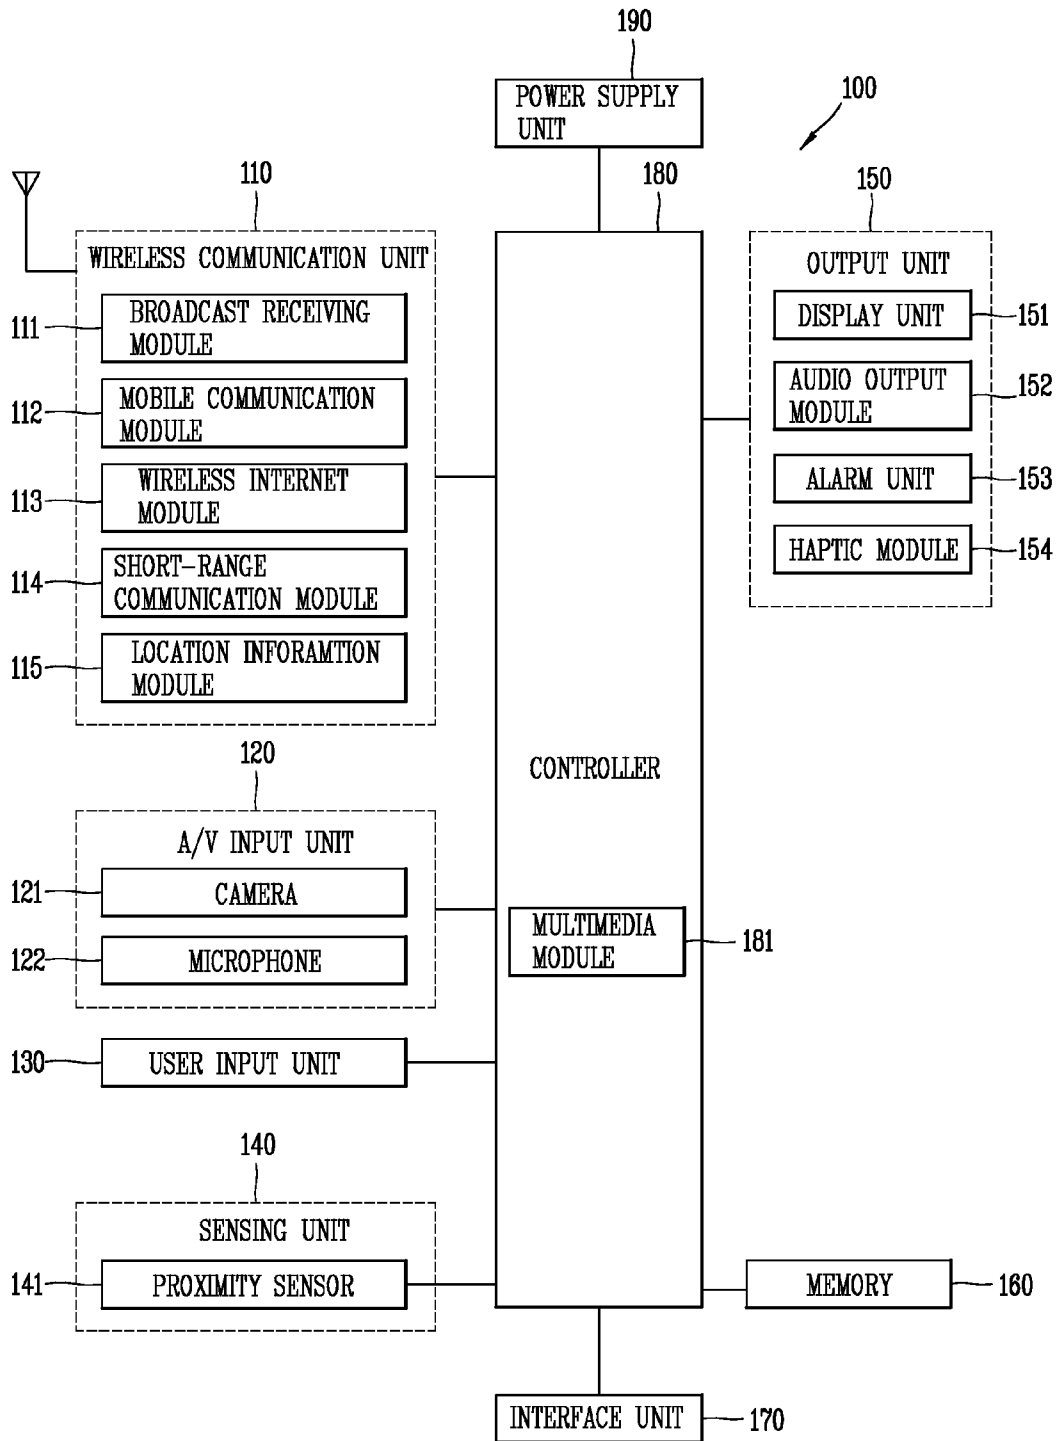 190
POWER SUPPLY
UNIT
100
110
180
150
WIRELESS COMMUNICATION UNIT
111
BROADCAST RECEIVING
MODULE
112
MOBILE COMMUNICATION
MODULE
113
WIRELESS INTERNET
MODULE
114
SHORT-RANGE
COMMUNICATION MODULE
115
LOCATION INFORAMTION
MODULE
OUTPUT UNIT
DISPLAY UNIT
151
AUDIO OUTPUT
MODULE
152
ALARM UNIT
153
HAPTIC MODULE
154
CONTROLLER
120
A/V INPUT UNIT
121
CAMERA
122
MICROPHONE
MULTIMEDIA
MODULE
181
130
USER INPUT UNIT
140
SENSING UNIT
141
PROXIMITY SENSOR
MEMORY
160
INTERFACE UNIT
170